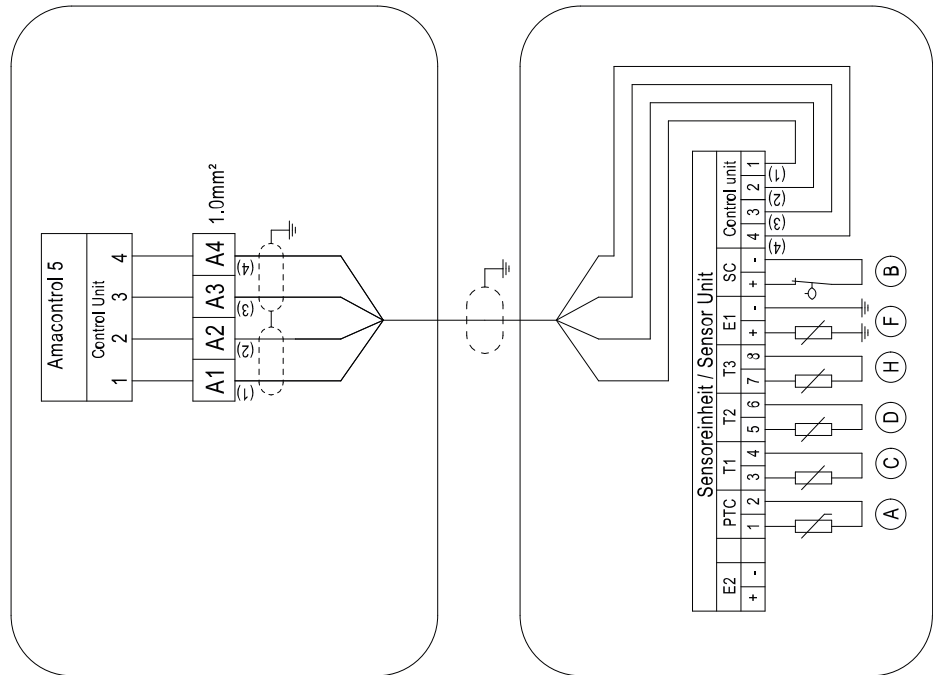 Amacontrol 5
Control Unit
1 2 3 4
A1 A2 A3 A4 1.0mm²
(1) (2) (3) (4)
Sensoreinheit / Sensor Unit
E2 PTC T1 T2 T3 E1 SC Control unit
+ - 1 2 3 4 5 6 7 8 + - + - 4 3 2 1
(4) (3) (2) (1)
A C D H F B